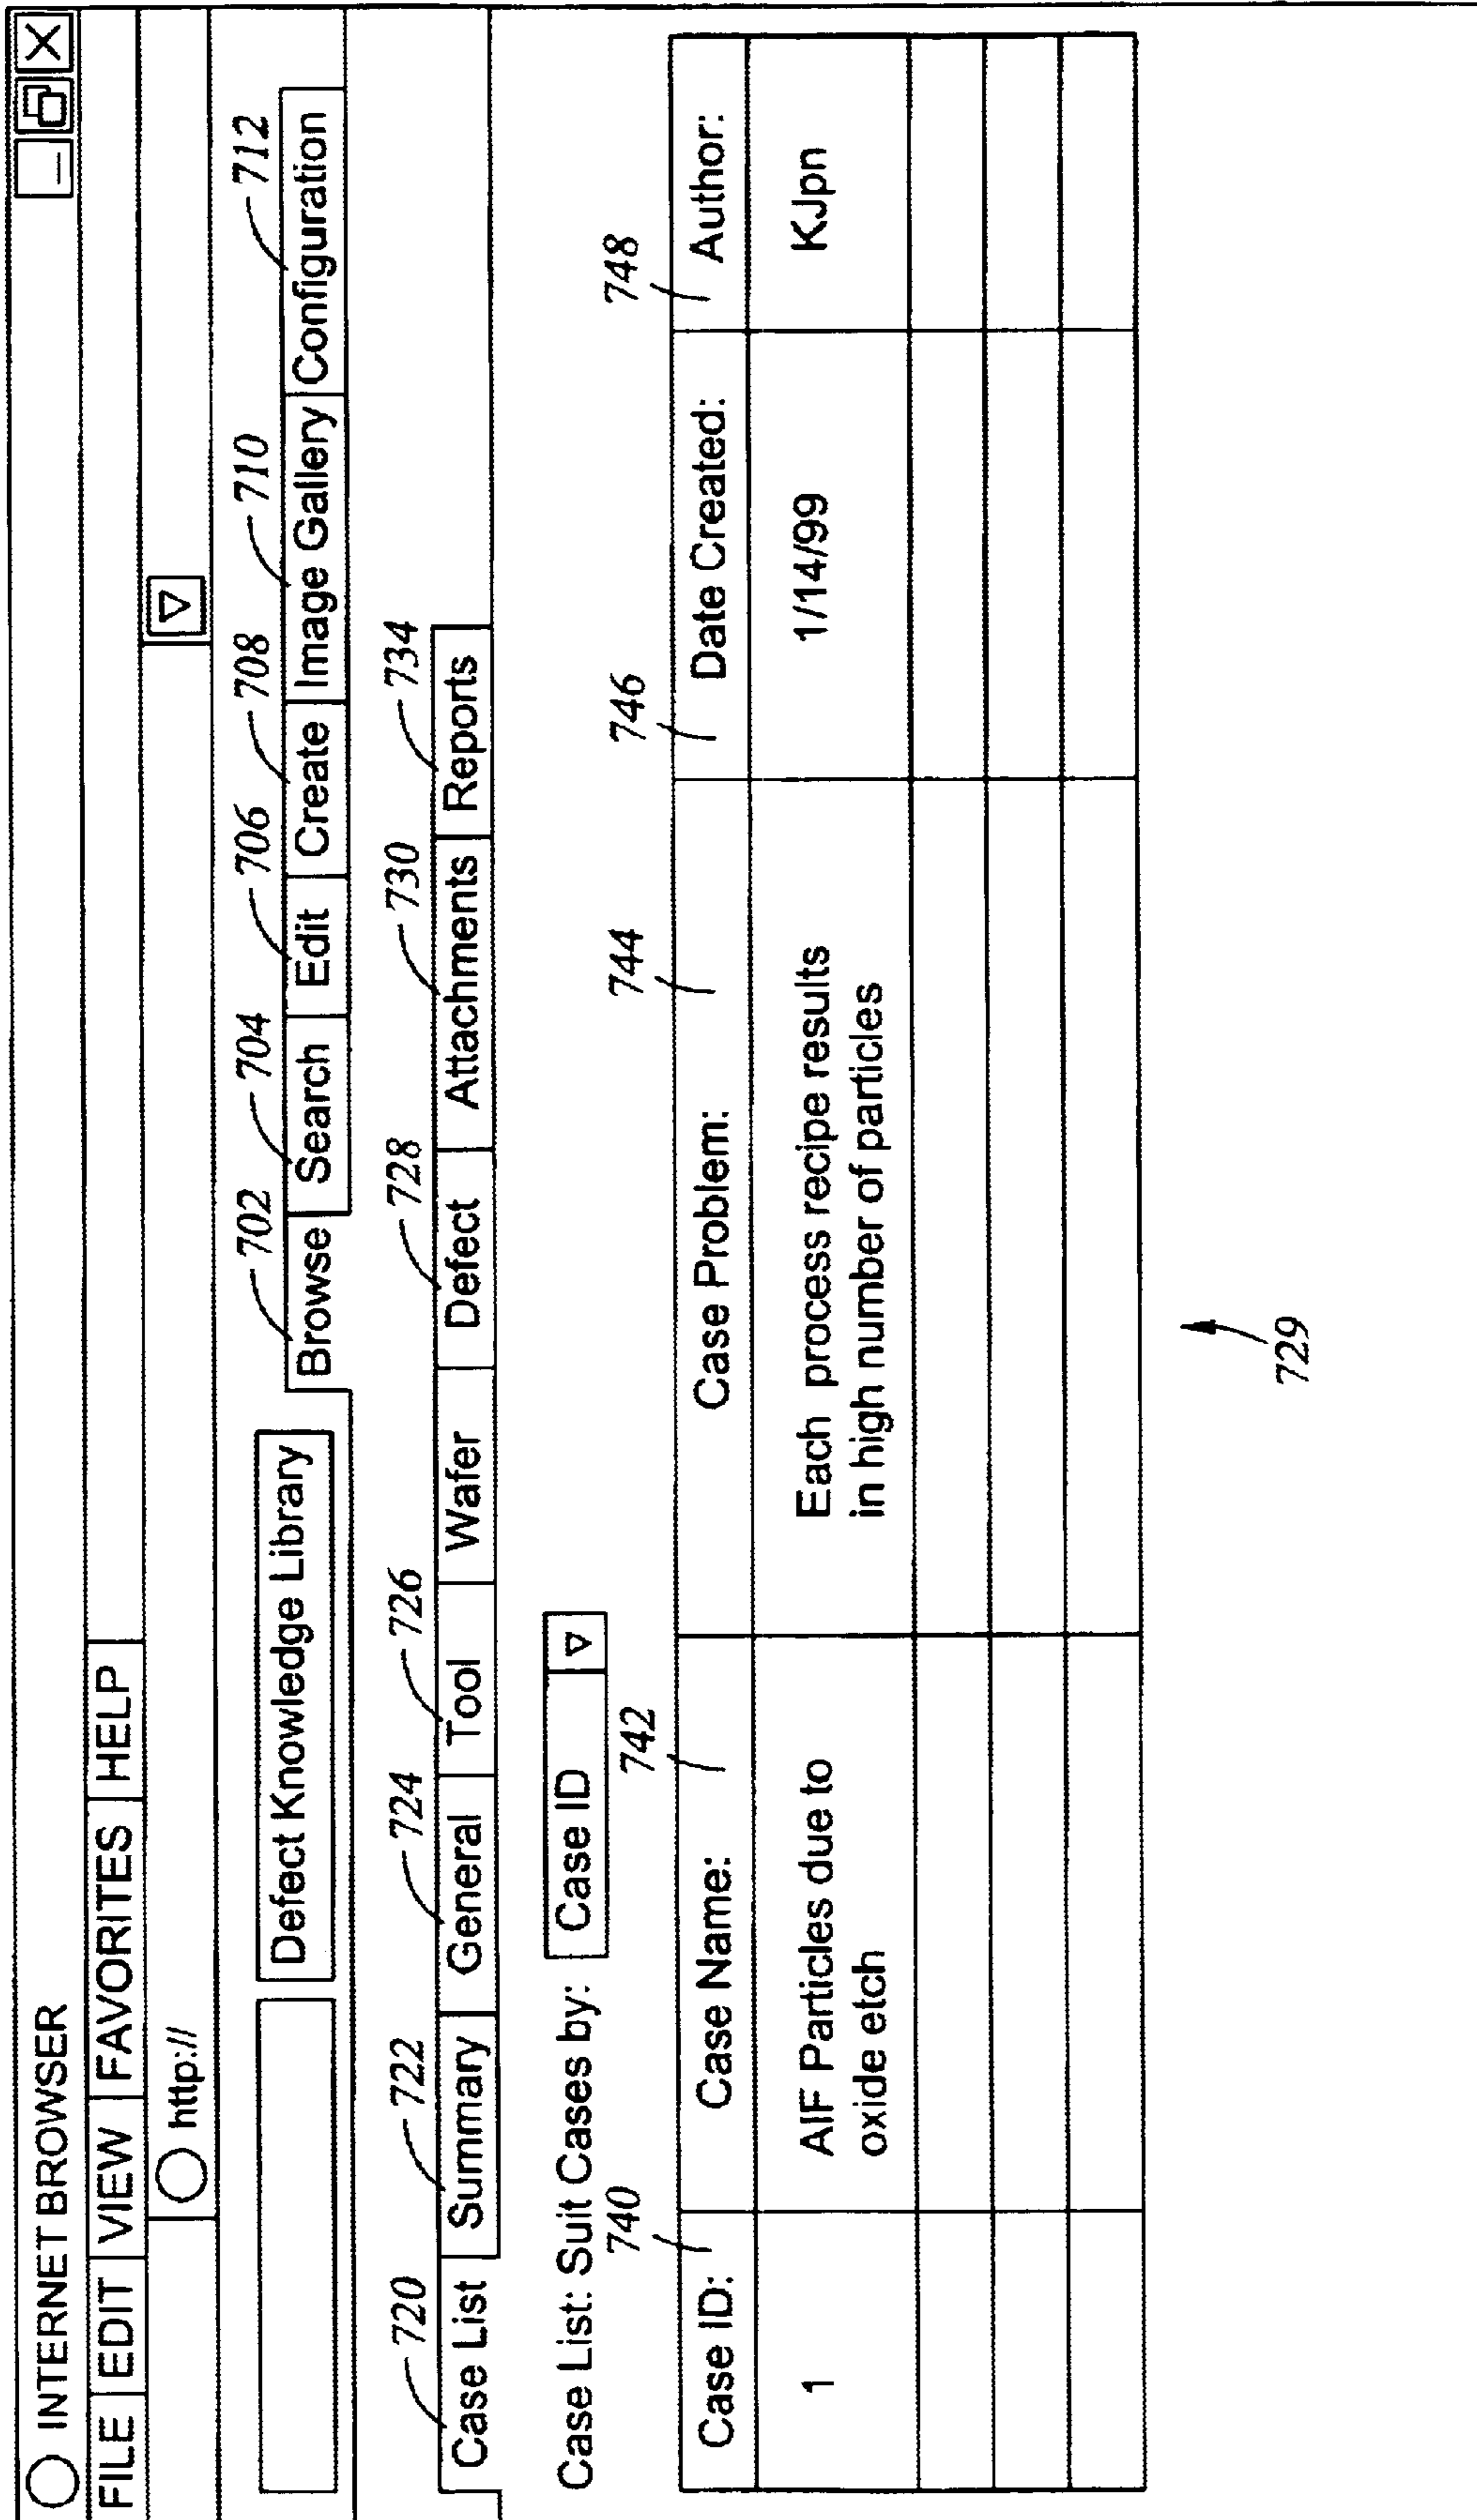 INTERNET BROWSER
FILE EDIT VIEW FAVORITES HELP
http://
702 704 706 708 710 712
Defect Knowledge Library Browse Search Edit Create Image Gallery Configuration
720 722 724 726 728 730 734
Case List Summary General Tool Wafer Defect Attachments Reports
Case List: Suit Cases by: Case ID
740 742 744 746 748
Case ID: Case Name: Case Problem: Date Created: Author:
1 AIF Particles due to Each process recipe results 1/14/99 KJpn
oxide etch in high number of particles
729